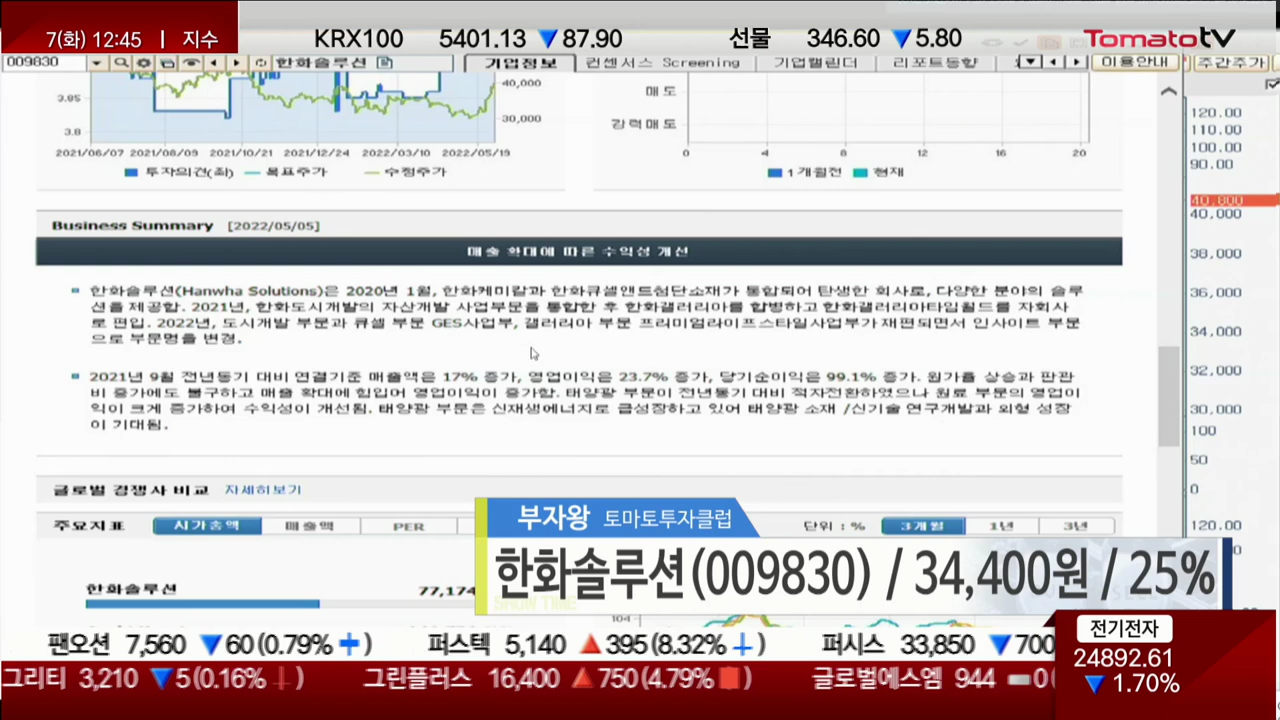 7(화) 12:45 | 지수
KRX100 5401.13 ▼87.90 선물 346.60 ▼5.80
Tomatotv
009830 한화솔루션 기업정보 컨센서스 Screening 기업캘린더 리포트동향 이용안내 주간주가
3.85
3.8
40,000
30,000
2021/06/07 2021/08/09 2021/10/21 2021/12/24 2022/03/10 2022/05/19
투자의견(좌) 목표주가 수정주가
매도
강력매도
0 4 8 12 16 20
1개월전 현재
120.00
110.00
100.00
90.00
40,800
40,000
38,000
36,000
34,000
32,000
30,000
100
50
0
120.00
Business Summary [2022/05/05]
매출 확대에 따른 수익성 개선
한화솔루션(Hanwha Solutions)은 2020년 1월, 한화케미칼과 한화큐셀앤드첨단소재가 통합되어 탄생한 회사로, 다양한 분야의 솔루
션을 제공함. 2021년, 한화도시개발의 자산개발 사업부문을 통합한 후 한화갤러리아를 합병하고 한화갤러리아타임월드를 자회사
로 편입. 2022년, 도시개발 부문과 큐셀 부문 GES사업부, 갤러리아 부문 프리미엄라이프스타일사업부가 재편되면서 인사이트 부문
으로 부문명을 변경.
2021년 9월 전년동기 대비 연결기준 매출액은 17% 증가, 영업이익은 23.7% 증가, 당기순이익은 99.1% 증가. 원가률 상승과 판관
비 증가에도 불구하고 매출 확대에 힘입어 영업이익이 증가함. 태양광 부문이 전년동기 대비 적자전환하였으나 원료 부문의 영업이
익이 크게 증가하여 수익성이 개선됨. 태양광 부문은 신재생에너지로 급성장하고 있어 태양광 소재 /신기술 연구개발과 외형 성장
이 기대됨.
글로벌 경쟁사 비교 자세히보기
주요지표 시가총액 매출액 PER 단위 : % 3개월 1년 3년
한화솔루션 77,174
부자왕 토마토투자클럽
한화솔루션(009830) / 34,400원 / 25%
104
팬오션 7,560 ▼60(0.79%) 퍼스텍 5,140 ▲395(8.32%) 퍼시스 33,850 ▼700
그리티 3,210 ▼5(0.16%) 그린플러스 16,400 ▲750(4.79%) 글로벌에스엠 944
전기전자
24892.61
▼1.70%